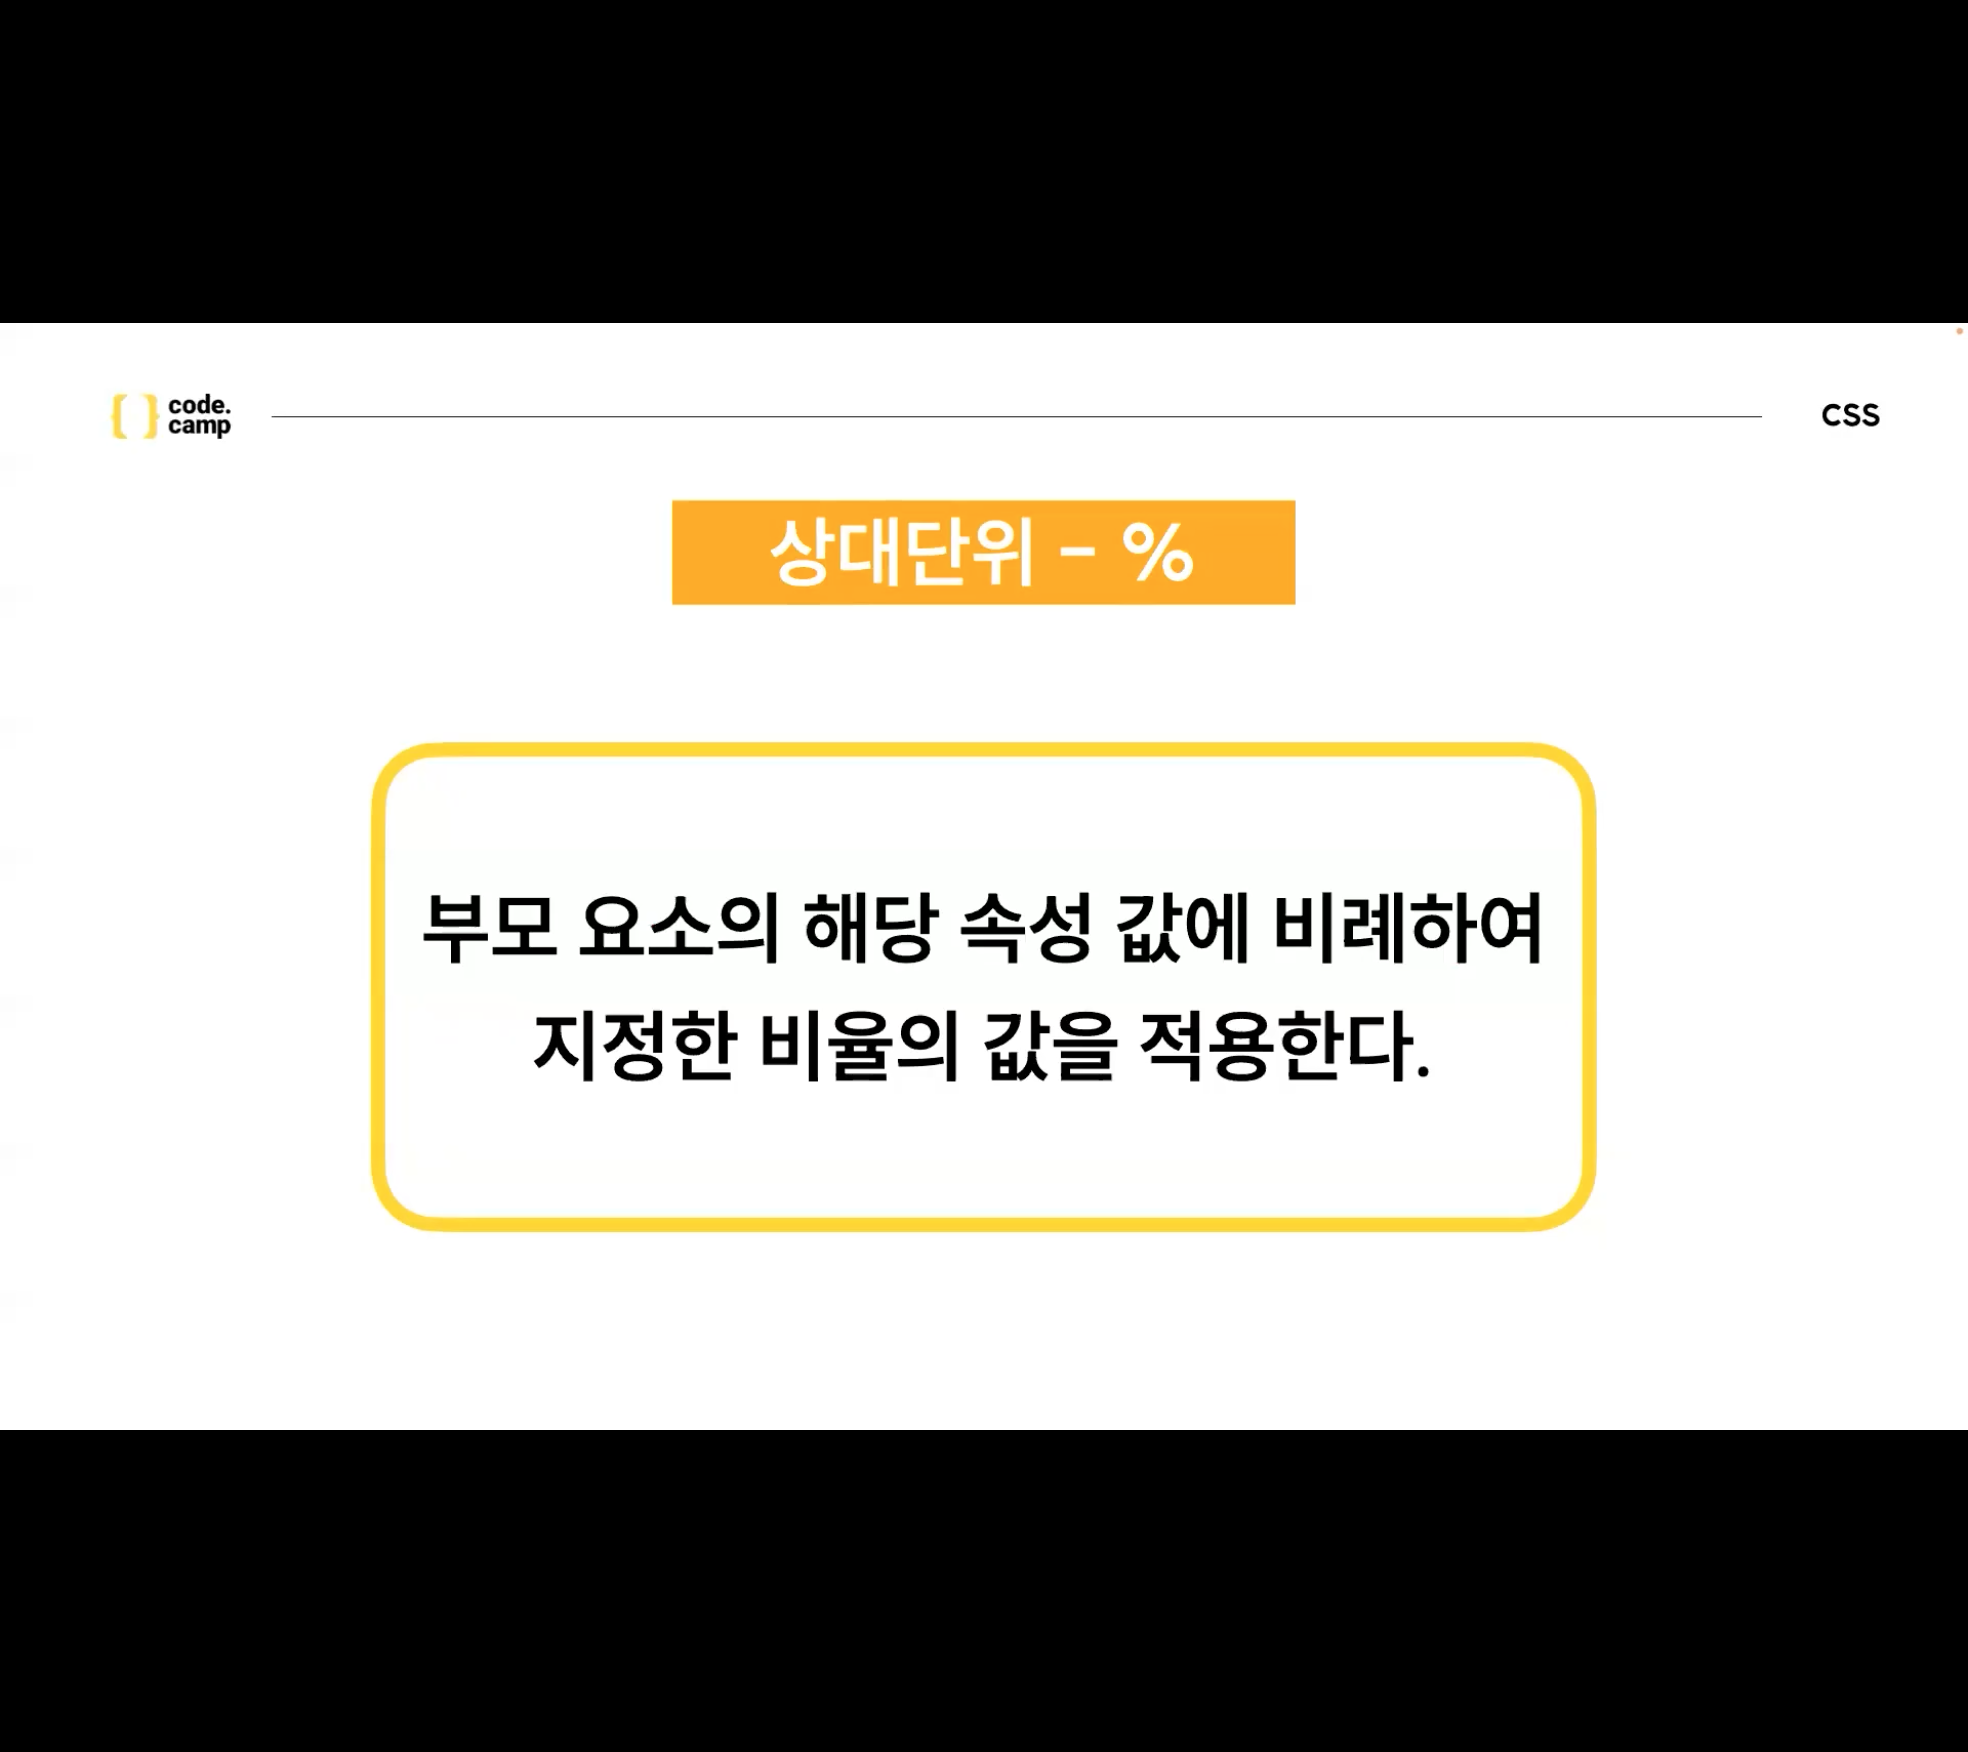 code.
camp
CSS
상대단위 - %
부모 요소의 해당 속성 값에 비례하여
지정한 비율의 값을 적용한다.